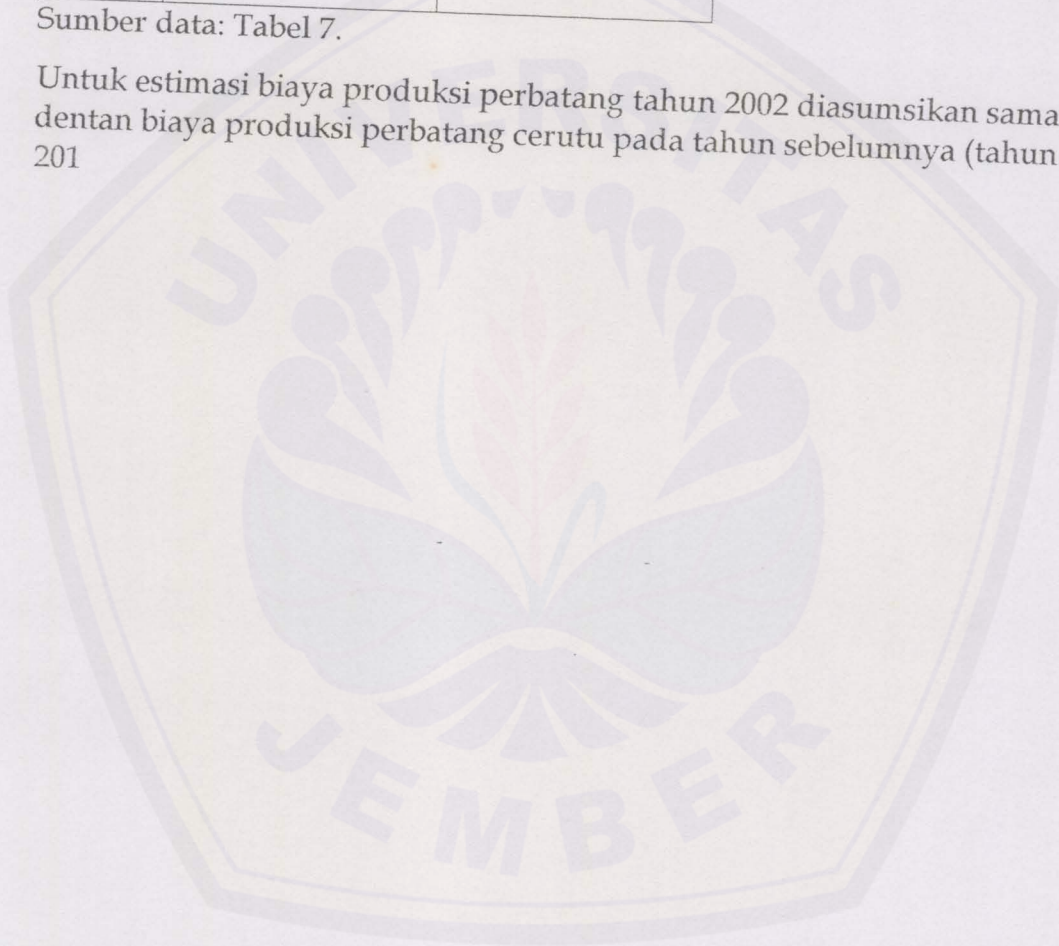 Sumber data: Tabel 7.
Untuk estimasi biaya produksi perbatang tahun 2002 diasumsikan sama
dentan biaya produksi perbatang cerutu pada tahun sebelumnya (tahun
201
UNIVERSITAS
JEMBER